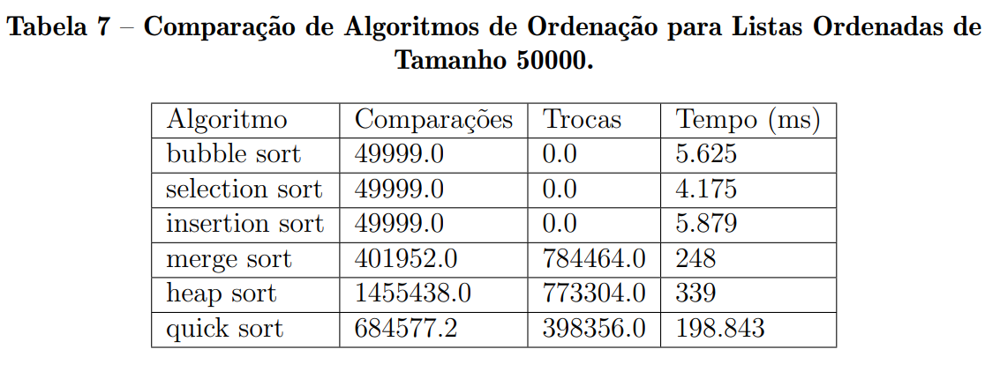 Tabela 7 – Comparação de Algoritmos de Ordenação para Listas Ordenadas de
Tamanho 50000.
Algoritmo Comparações Trocas Tempo (ms)
bubble sort 49999.0 0.0 5.625
selection sort 49999.0 0.0 4.175
insertion sort 49999.0 0.0 5.879
merge sort 401952.0 784464.0 248
heap sort 1455438.0 773304.0 339
quick sort 684577.2 398356.0 198.843